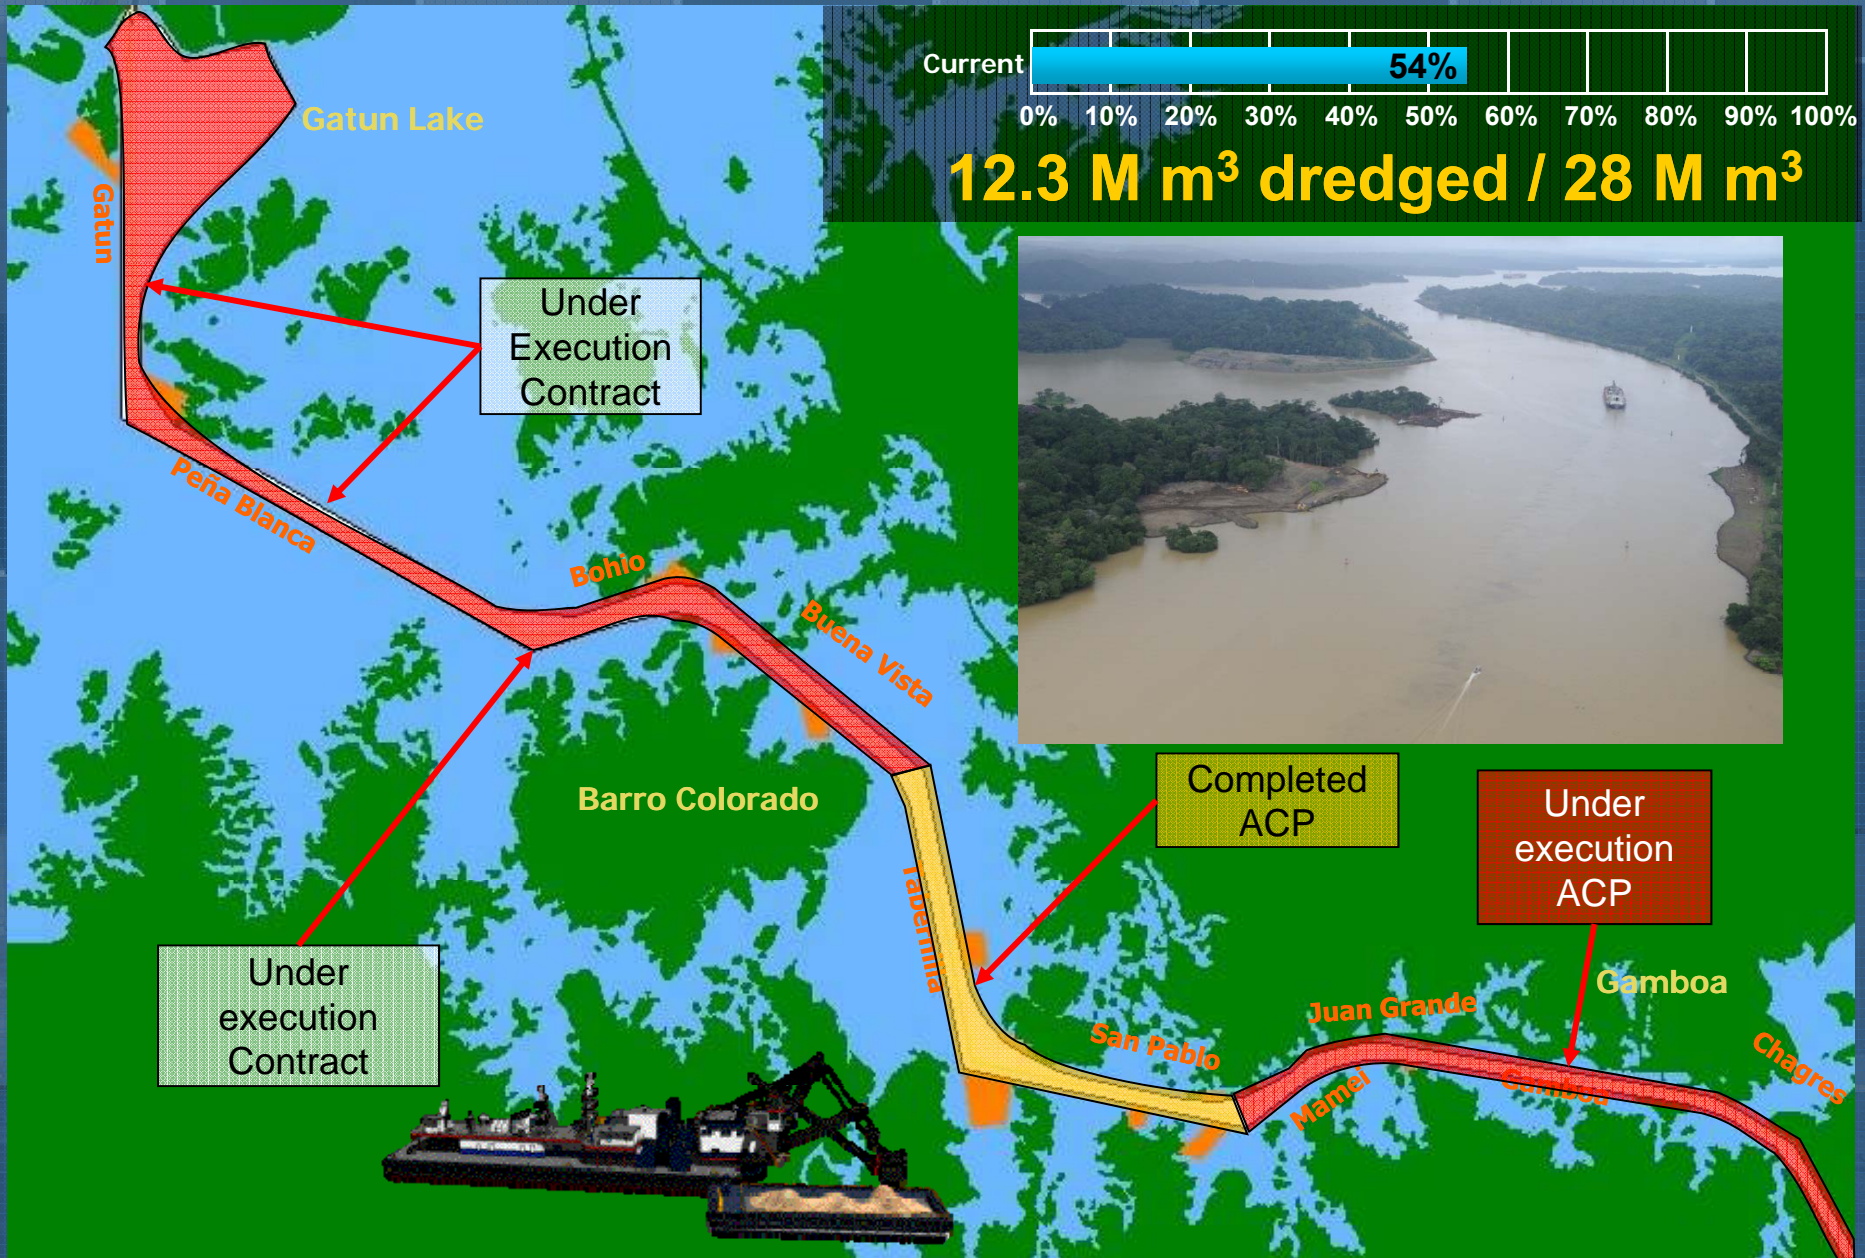 Current
54%
0% 10% 20% 30% 40% 50% 60% 70% 80% 90% 100%
12.3 M m³ dredged / 28 M m³
Gatun Lake
Gatun
Under
Execution
Contract
Peña Blanca
Bohio
Buena Vista
Barro Colorado
Completed
ACP
Under
execution
ACP
Tabernilla
Under
execution
Contract
Gamboa
Juan Grande
San Pablo
Mamei
Gamboa
Chagres